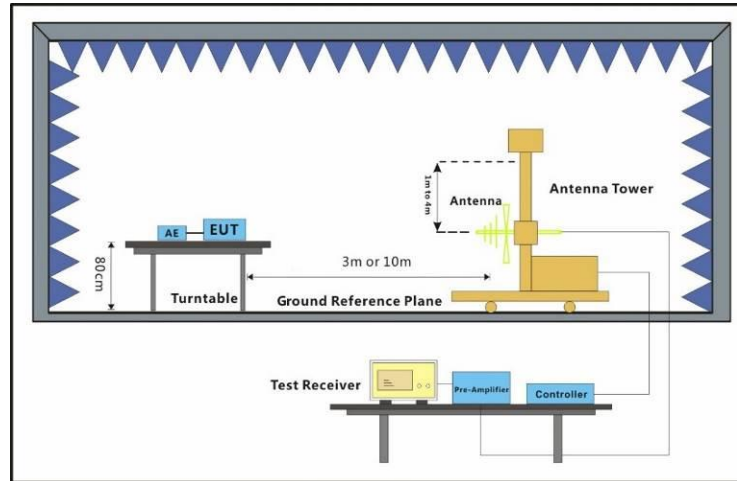 1m to 4m
Antenna
Antenna Tower
AE
EUT
80cm
3m or 10m
Turntable
Ground Reference Plane
Test Receiver
Pre-Amplifier
Controller